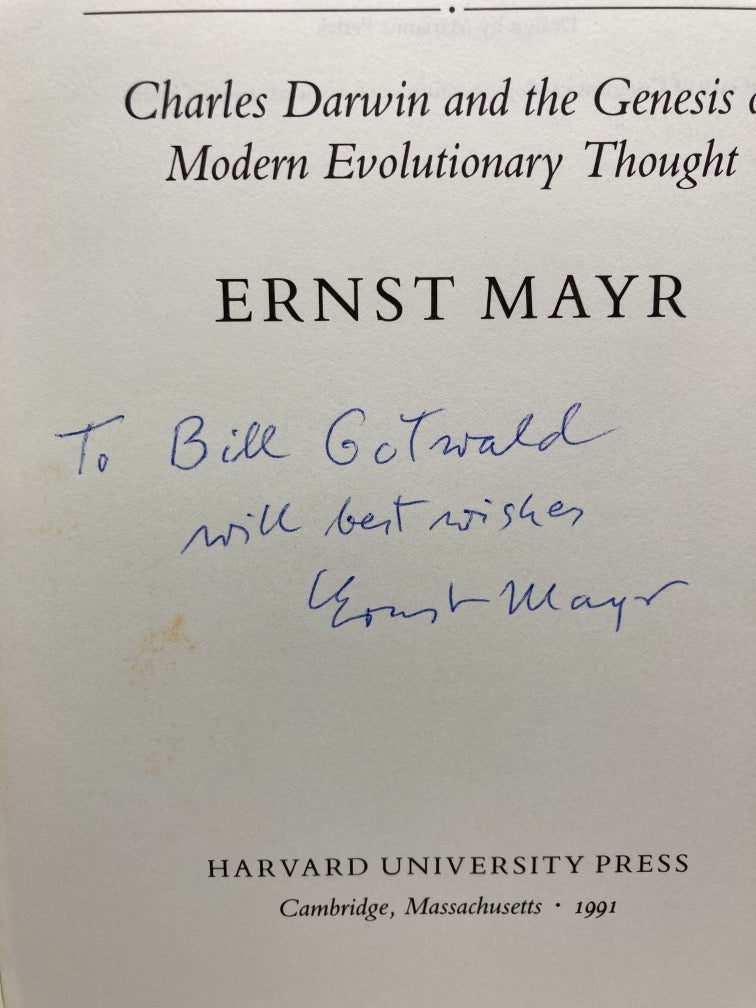 Charles Darwin and the Genesis o
Modern Evolutionary Thought
ERNST MAYR
To Bill Gotwald
with best wishes
Ernst Mayr
HARVARD UNIVERSITY PRESS
Cambridge, Massachusetts · 1991